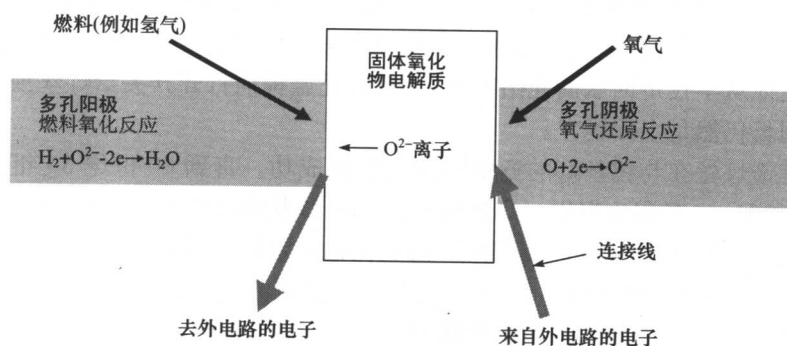 燃料(例如氢气)
固体氧化
物电解质
氧气
多孔阳极
燃料氧化反应
H₂+O²⁻-2e→H₂O
O²⁻离子
多孔阴极
氧气还原反应
O+2e→O²⁻
连接线
去外电路的电子
来自外电路的电子